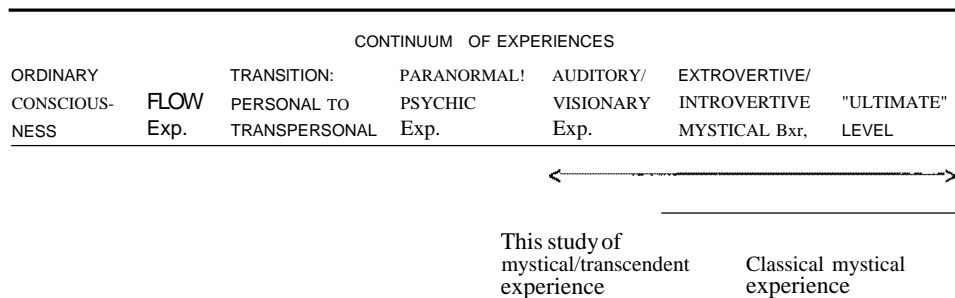 CONTINUUM OF EXPERIENCES
ORDINARY TRANSITION: PARANORMAL! AUDITORY/ EXTROVERTIVE/
CONSCIOUS- FLOW PERSONAL TO PSYCHIC VISIONARY INTROVERTIVE "ULTIMATE"
NESS Exp. TRANSPERSONAL Exp. Exp. MYSTICAL Bxr, LEVEL
This study of
mystical/transcendent Classical mystical
experience experience